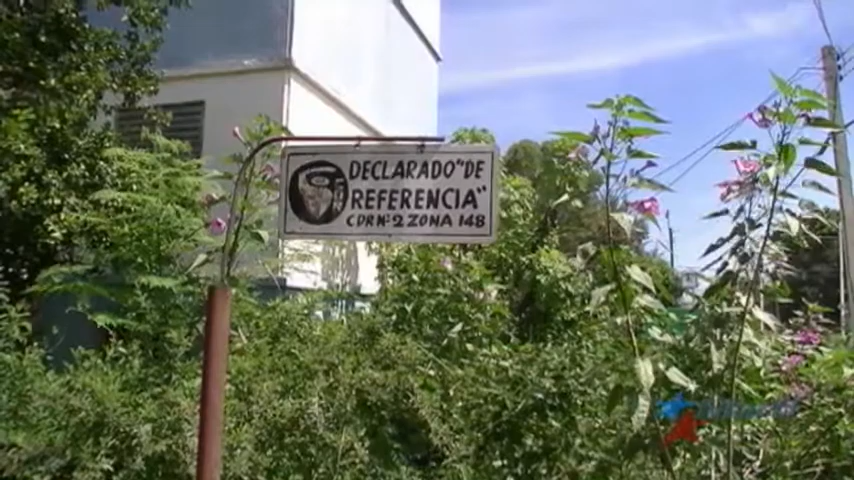 DECLARADO "DE
REFERENCIA"
CDR Nº 2 ZONA 148